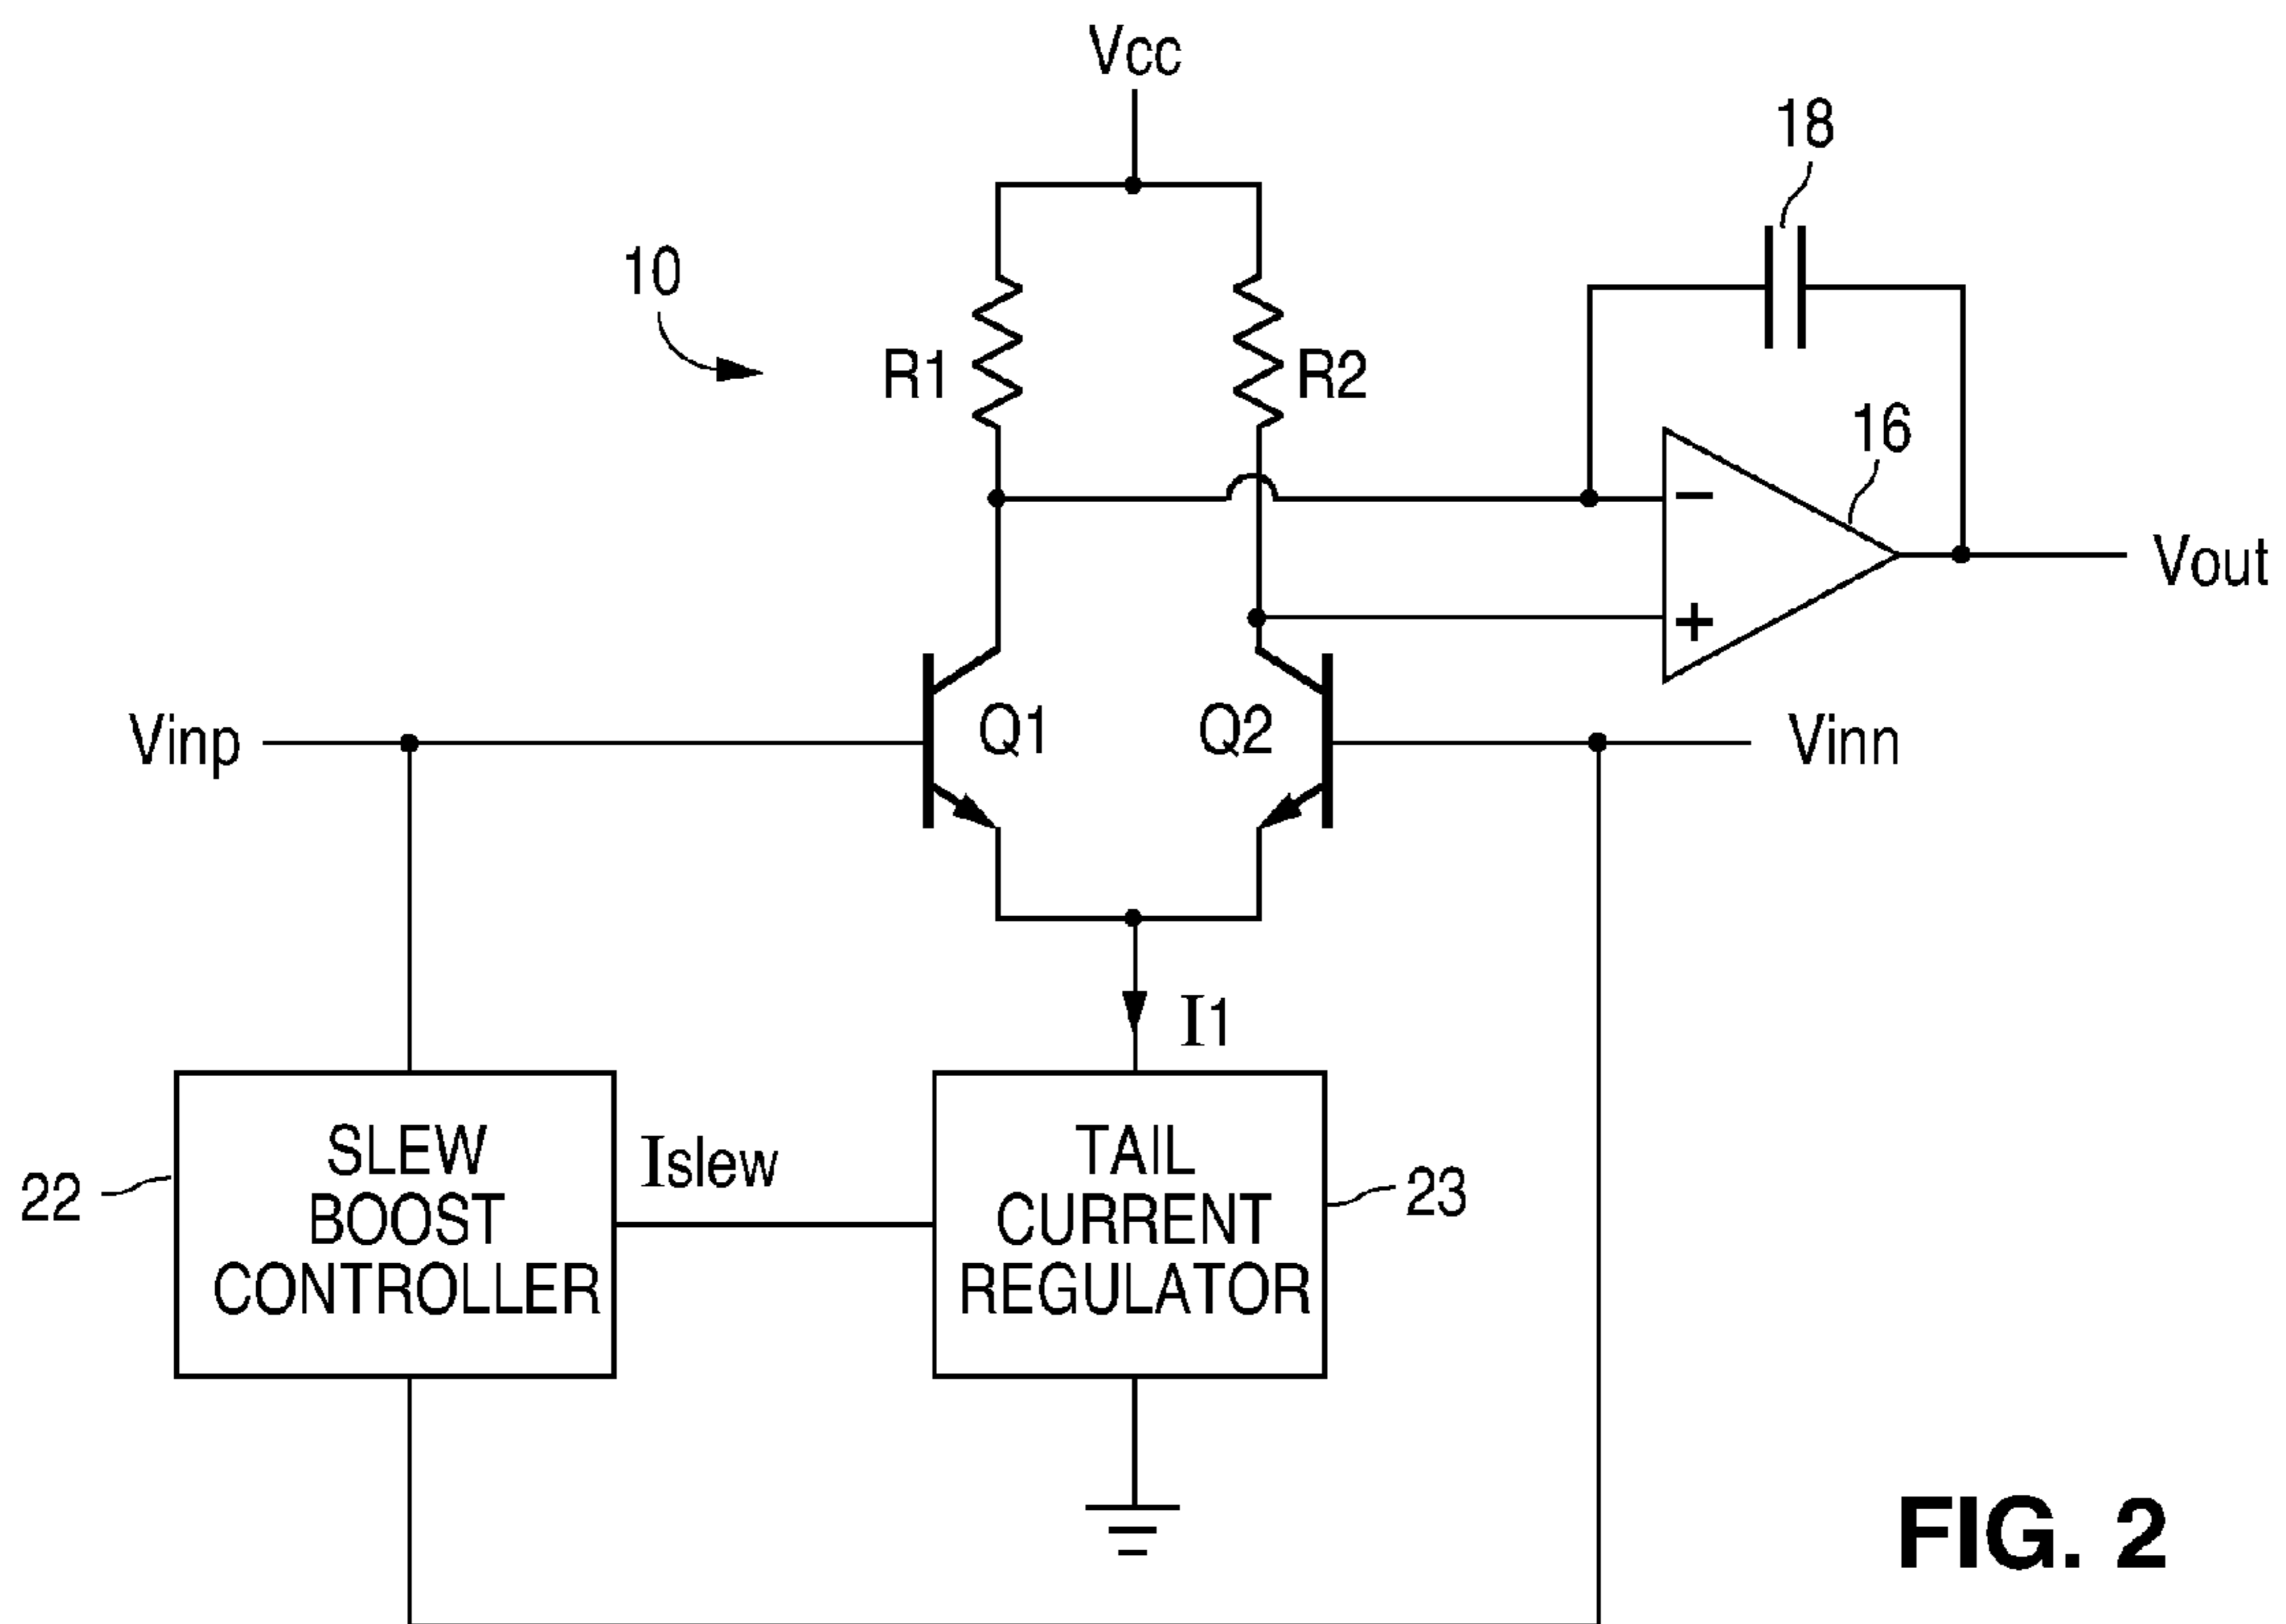 Vcc
18
10
R1
R2
16
−
+
Vout
Vinp
Q1
Q2
Vinn
I1
SLEW
BOOST
CONTROLLER
Islew
TAIL
CURRENT
REGULATOR
22
23
FIG. 2